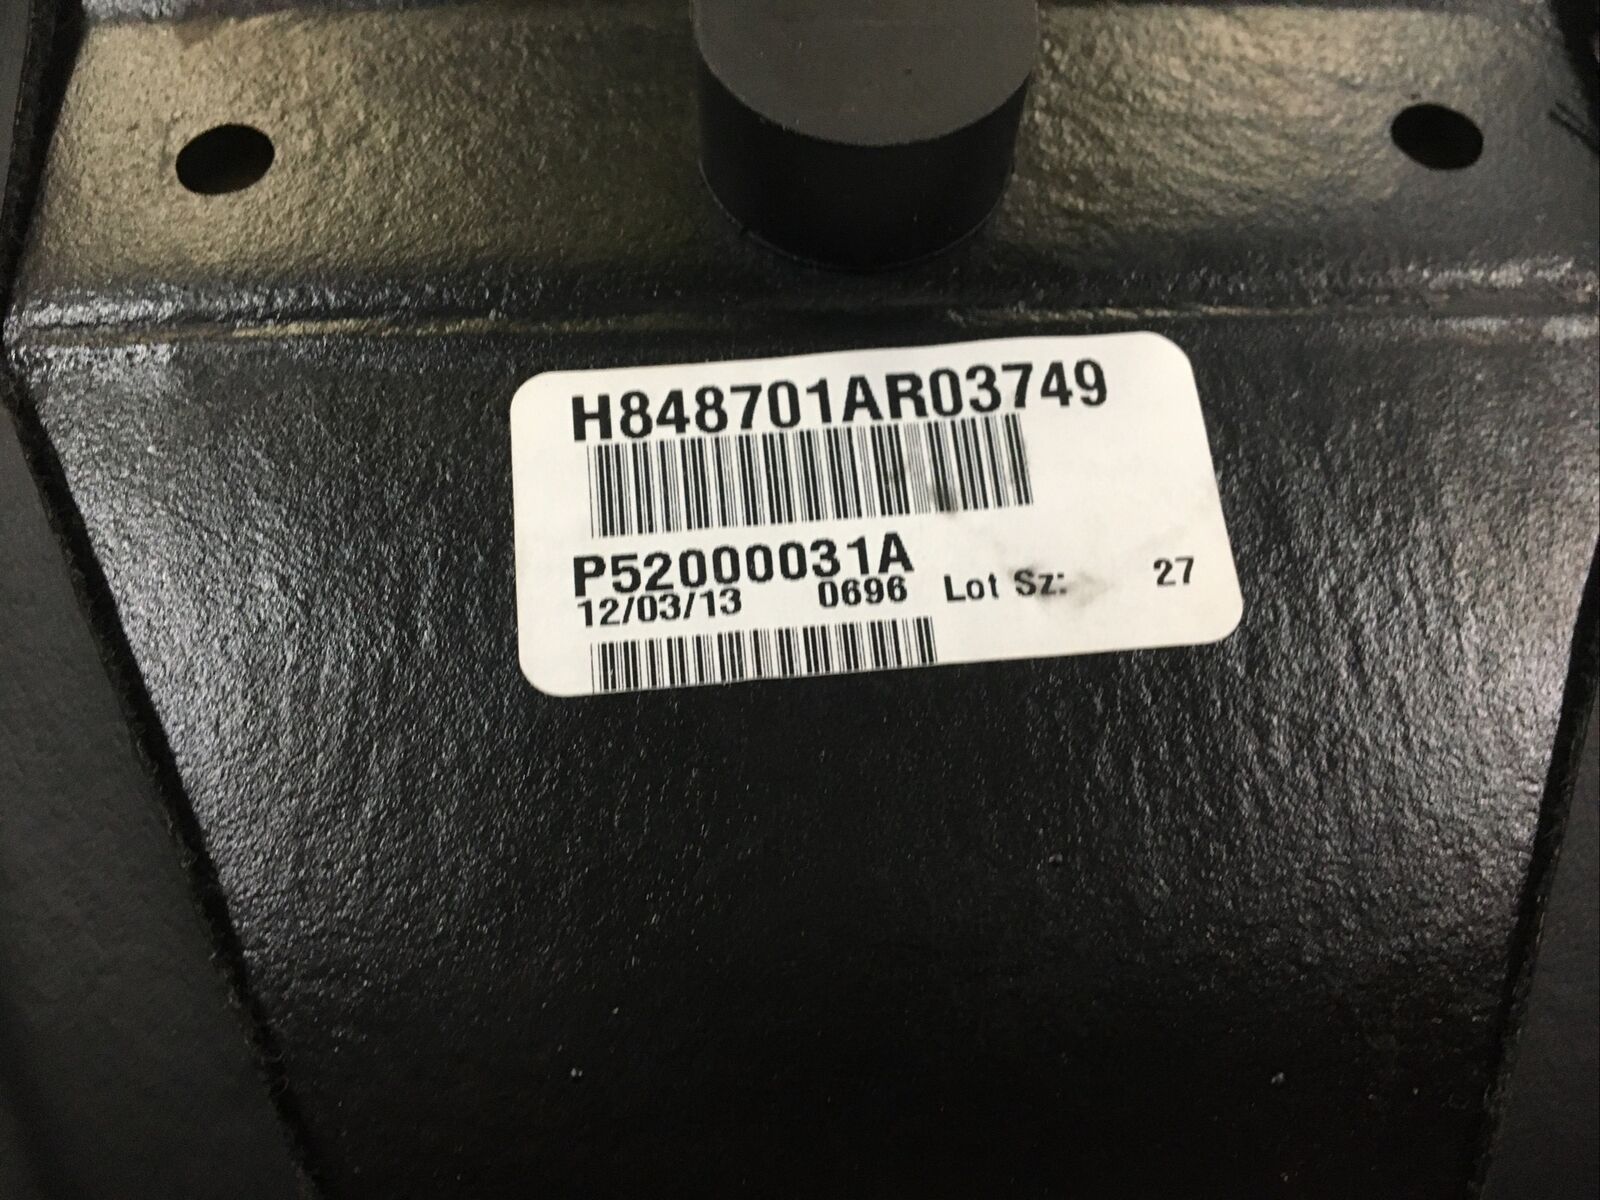 H848701AR03749
P52000031A
12/03/13 0696 Lot Sz: 27